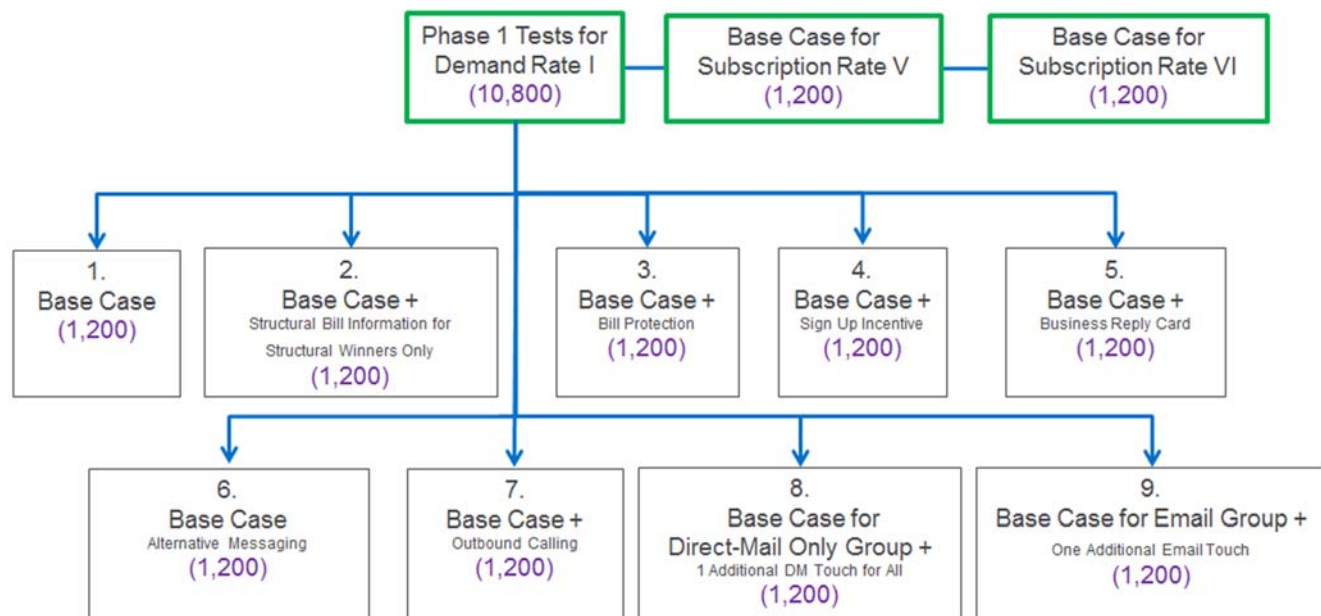 Phase 1 Tests for
Demand Rate I
(10,800)
Base Case for
Subscription Rate V
(1,200)
Base Case for
Subscription Rate VI
(1,200)
1.
Base Case
(1,200)
2.
Base Case +
Structural Bill Information for
Structural Winners Only
(1,200)
3.
Base Case +
Bill Protection
(1,200)
4.
Base Case +
Sign Up Incentive
(1,200)
5.
Base Case +
Business Reply Card
(1,200)
6.
Base Case
Alternative Messaging
(1,200)
7.
Base Case +
Outbound Calling
(1,200)
8.
Base Case for
Direct-Mail Only Group +
1 Additional DM Touch for All
(1,200)
9.
Base Case for Email Group +
One Additional Email Touch
(1,200)